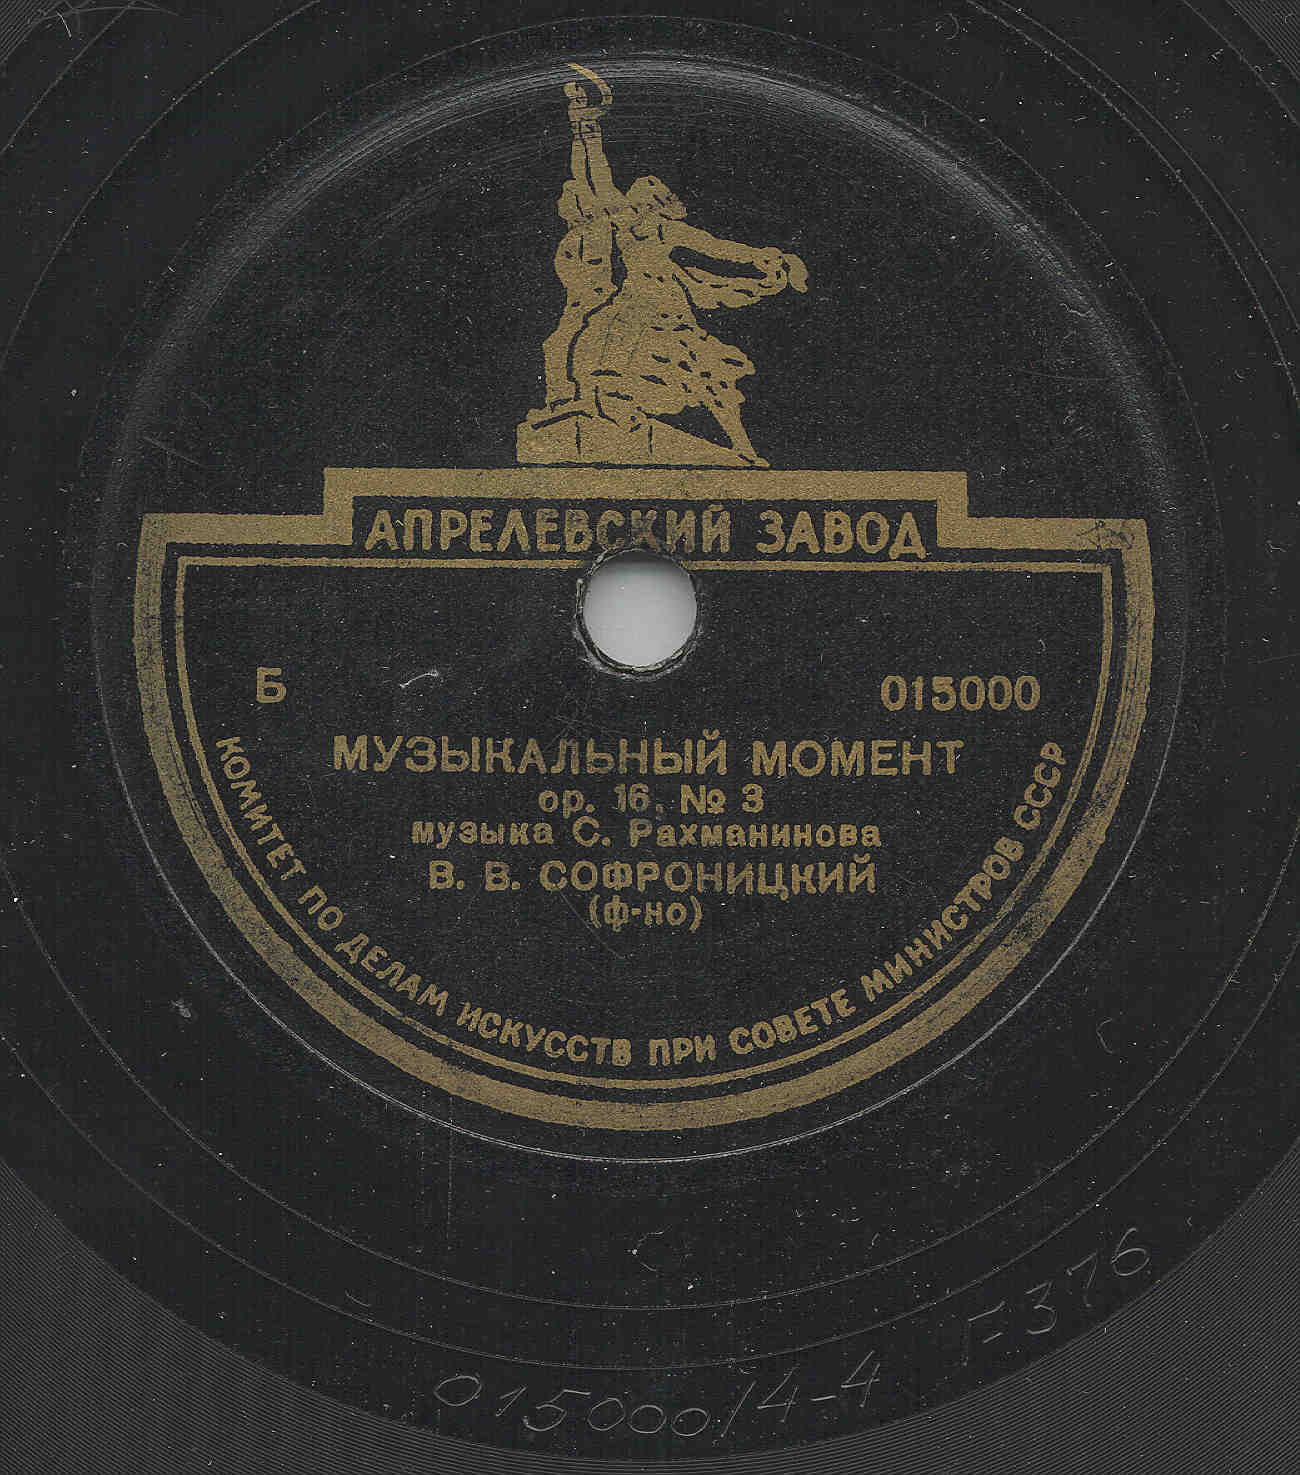 АПРЕЛЕВСКИЙ ЗАВОД
Б 015000
МУЗЫКАЛЬНЫЙ МОМЕНТ
ор. 16, № 3
музыка С. Рахманинова
В. В. СОФРОНИЦКИЙ
(ф-но)
КОМИТЕТ ПО ДЕЛАМ ИСКУССТВ ПРИ СОВЕТЕ МИНИСТРОВ СССР
015000/4-4 F=376